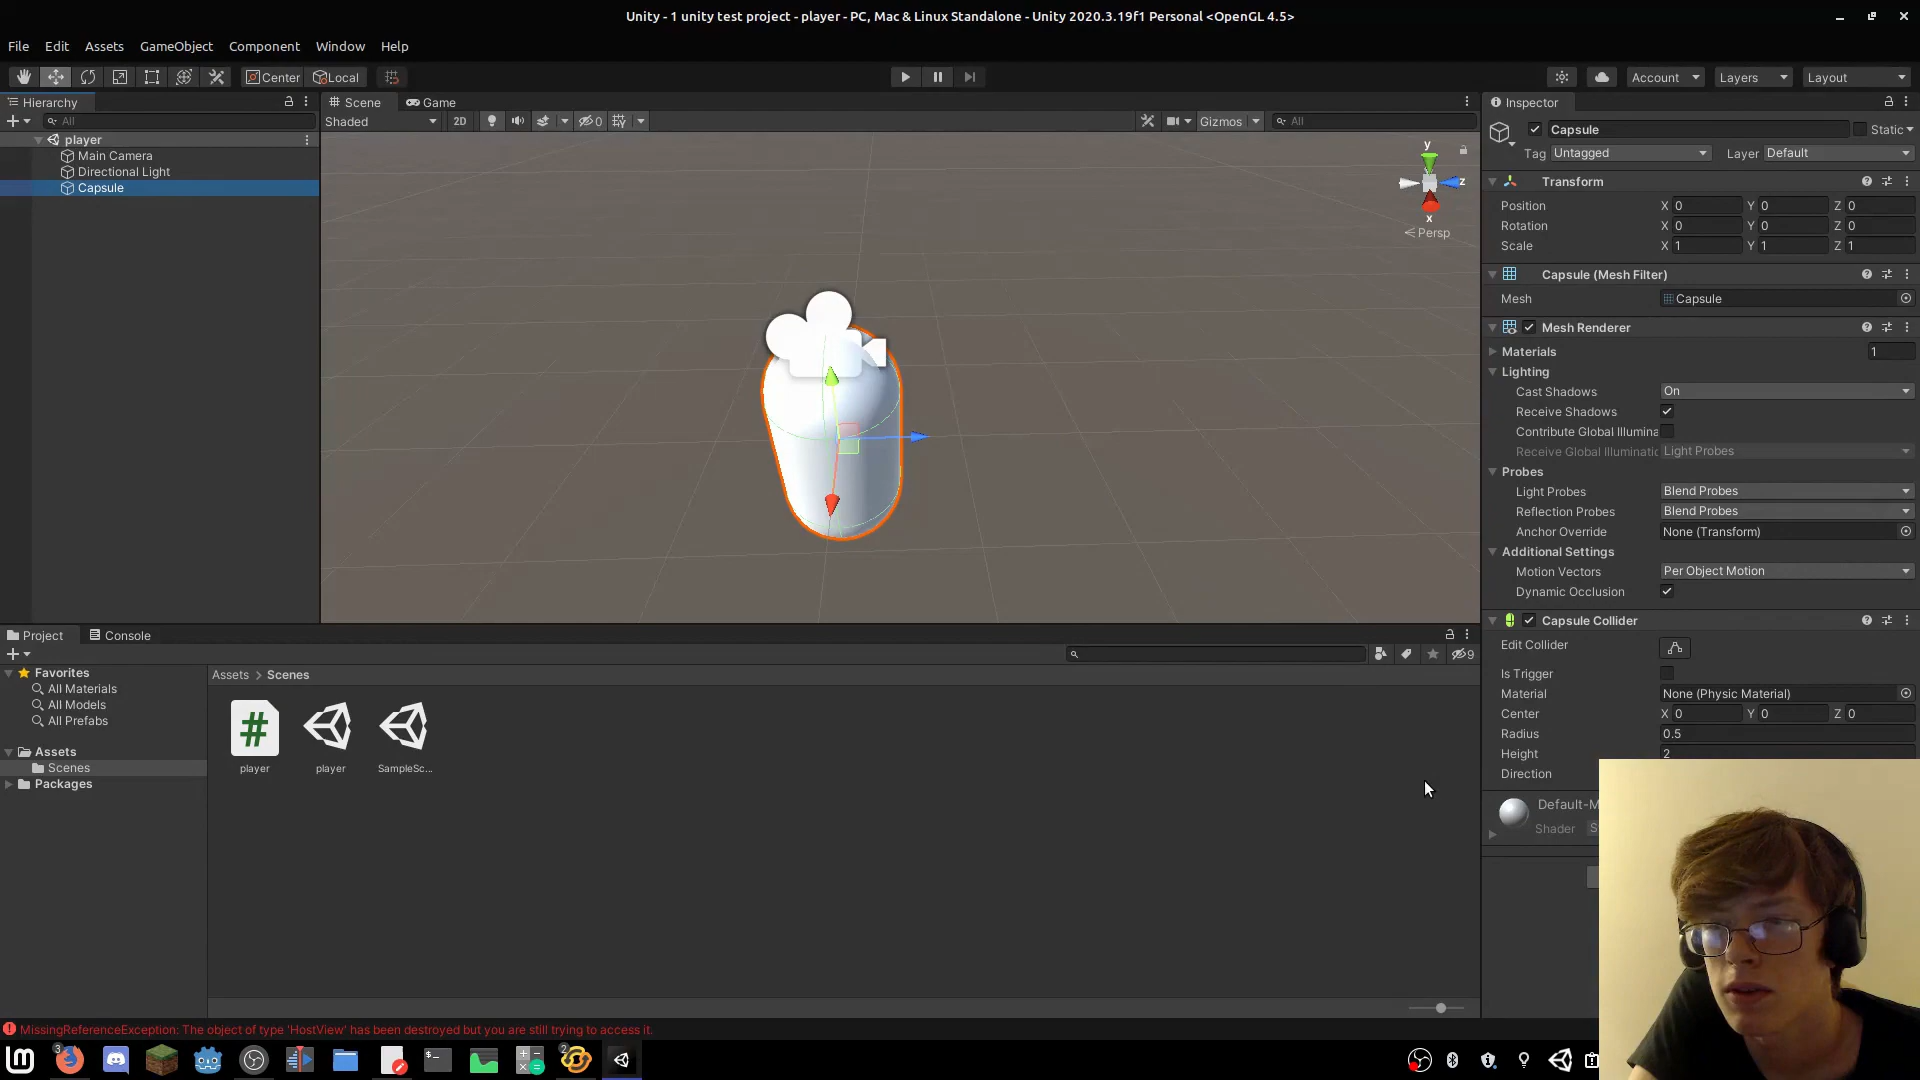 Unity - 1 unity test project - player - PC, Mac & Linux Standalone - Unity 2020.3.19f1 Personal <OpenGL 4.5>
File Edit Assets GameObject Component Window Help
Center Local Account Layers Layout
Hierarchy
All
player
Main Camera
Directional Light
Capsule
Scene Game
Shaded 2D 0 Gizmos All
y
z
x
Persp
Inspector
Capsule Static
Tag Untagged Layer Default
Transform
Position X 0 Y 0 Z 0
Rotation X 0 Y 0 Z 0
Scale X 1 Y 1 Z 1
Capsule (Mesh Filter)
Mesh Capsule
Mesh Renderer
Materials 1
Lighting
Cast Shadows On
Receive Shadows
Contribute Global Illumina
Receive Global Illuminatic Light Probes
Probes
Light Probes Blend Probes
Reflection Probes Blend Probes
Anchor Override None (Transform)
Additional Settings
Motion Vectors Per Object Motion
Dynamic Occlusion
Capsule Collider
Edit Collider
Is Trigger
Material None (Physic Material)
Center X 0 Y 0 Z 0
Radius 0.5
Height 2
Direction
Default-M
Shader S
Project Console
9
Favorites
All Materials
All Models
All Prefabs
Assets
Scenes
Packages
Assets > Scenes
#
player player SampleSc...
MissingReferenceException: The object of type 'HostView' has been destroyed but you are still trying to access it.
3 2